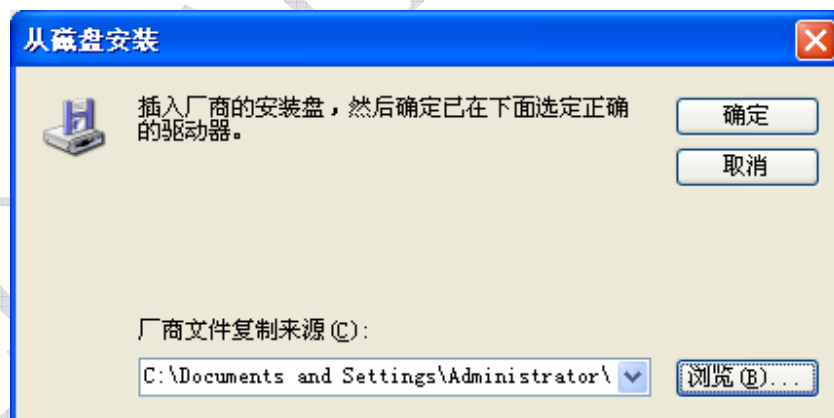 从磁盘安装
插入厂商的安装盘，然后确定已在下面选定正确
的驱动器。
确定
取消
厂商文件复制来源(C):
C:\Documents and Settings\Administrator\
浏览(B)...